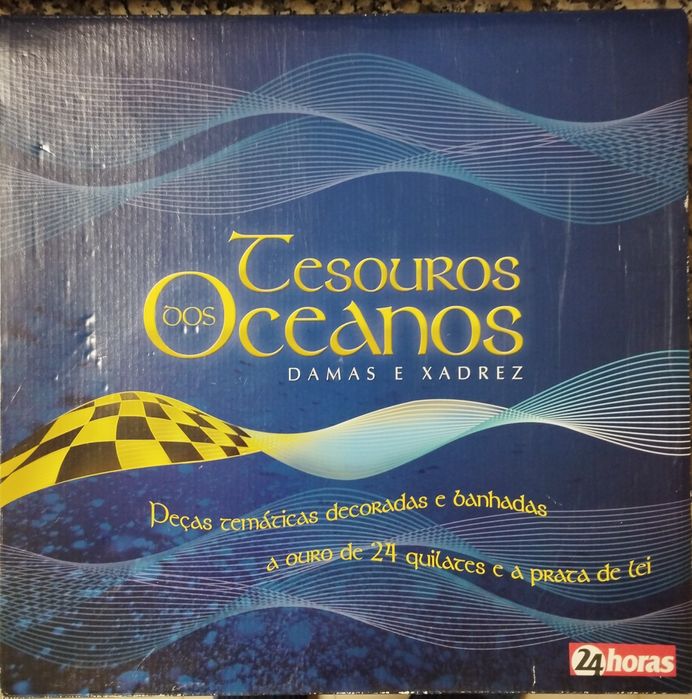 Tesouros
dos Oceanos
DAMAS E XADREZ
Peças temáticas decoradas e banhadas
a ouro de 24 quilates e a prata de lei
24horas